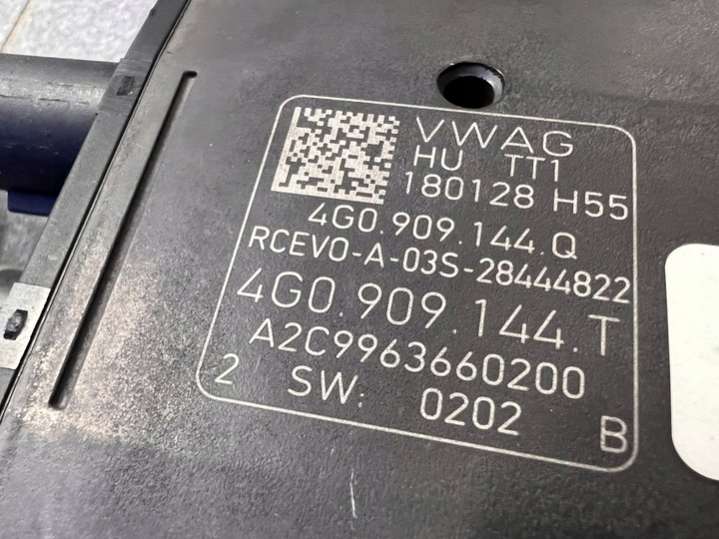 VWAG
HU TT1
180128 H55
4G0.909.144.Q
RCEVO-A-03S-28444822
4G0.909.144.T
A2C9963660200
2 SW: 0202 B